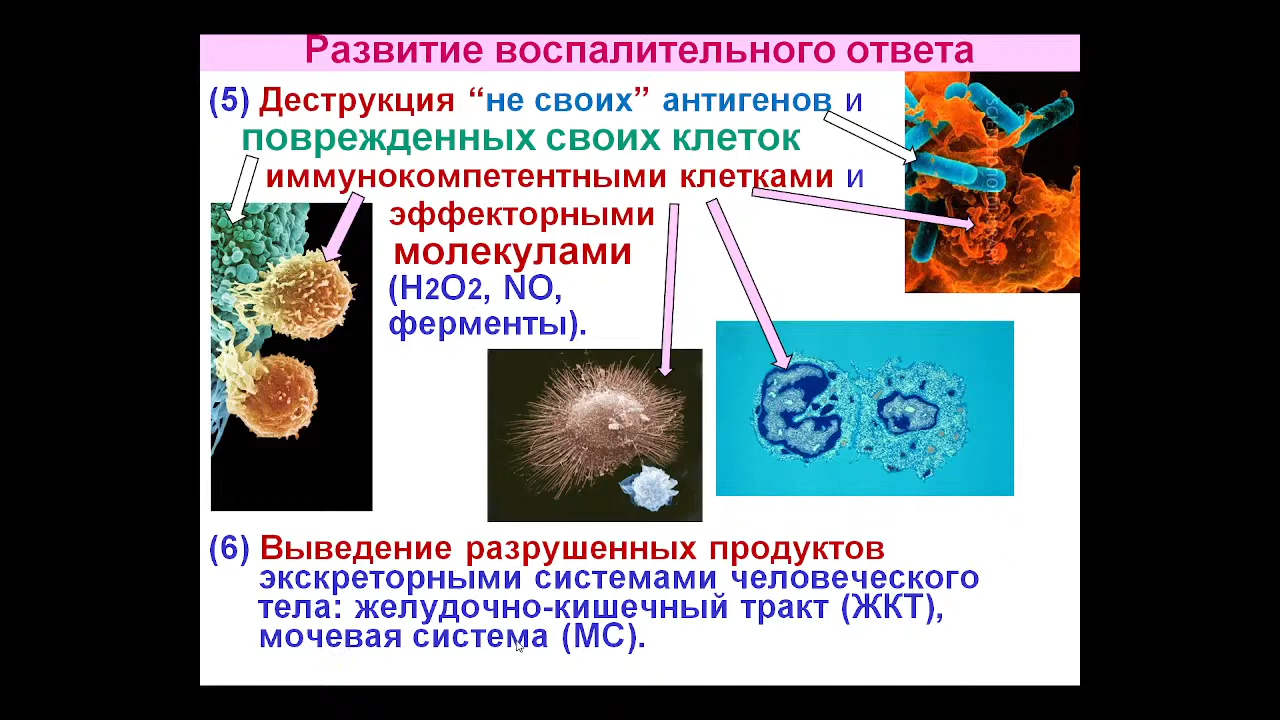 Развитие воспалительного ответа
(5) Деструкция “не своих” антигенов и
поврежденных своих клеток
иммунокомпетентными клетками и
эффекторными
молекулами
(H2O2, NO,
ферменты).
(6) Выведение разрушенных продуктов
экскреторными системами человеческого
тела: желудочно-кишечный тракт (ЖКТ),
мочевая система (МС).